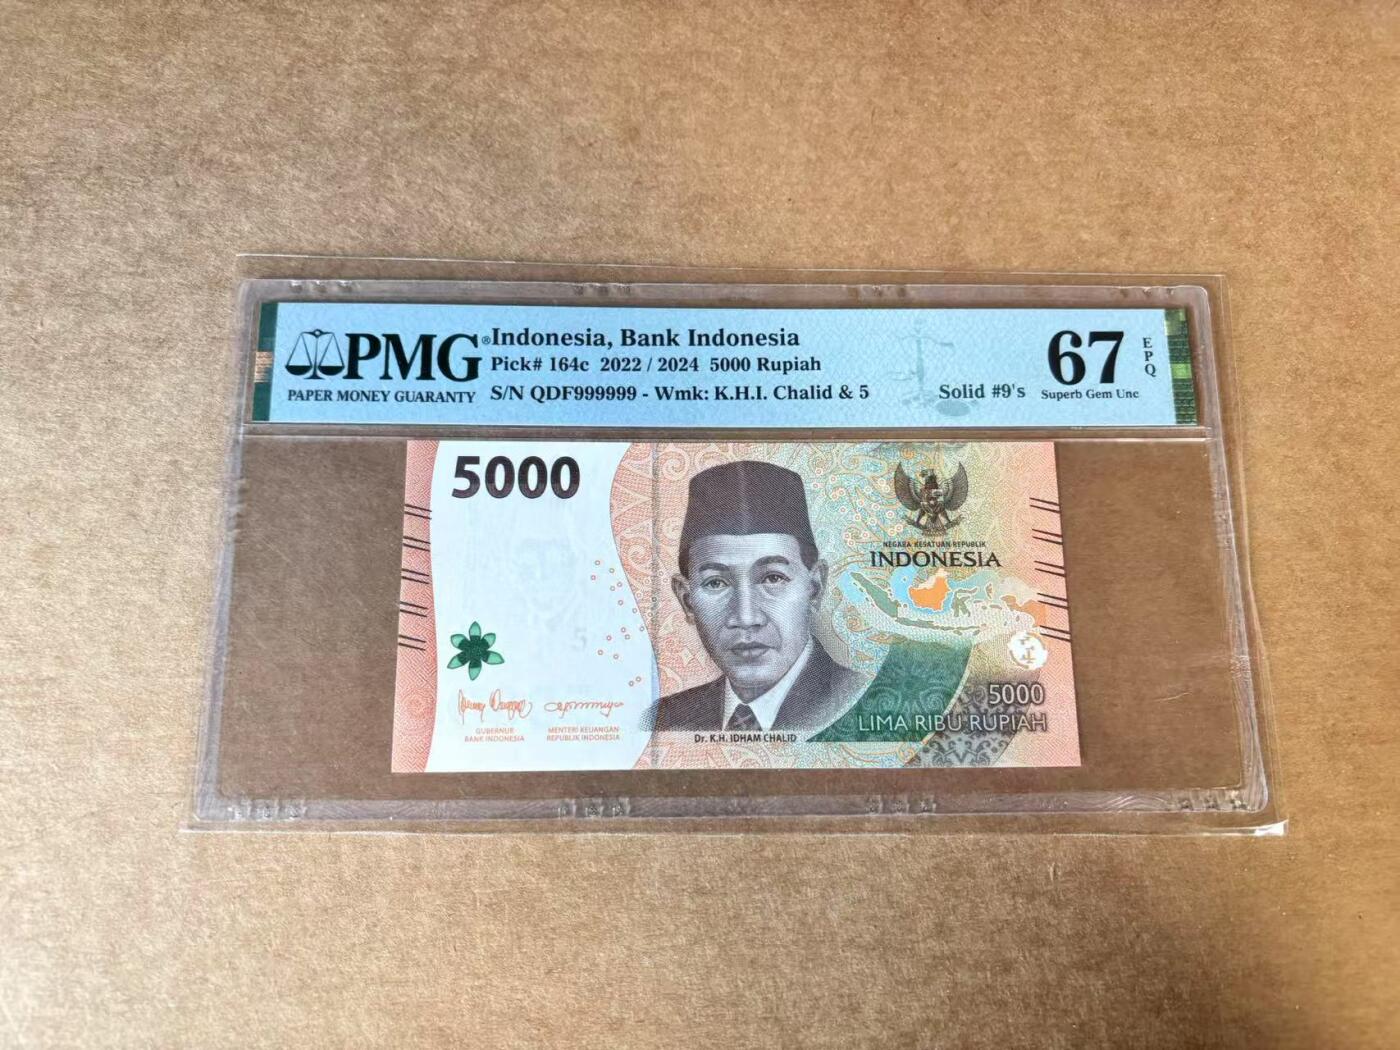 PMG®
PAPER MONEY GUARANTY
Indonesia, Bank Indonesia
Pick# 164c 2022 / 2024 5000 Rupiah
S/N QDF999999 - Wmk: K.H.I. Chalid & 5
Solid #9's
67
EPQ
Superb Gem Unc
5000
NEGARA KESATUAN REPUBLIK
INDONESIA
5
GUBERNUR
BANK INDONESIA
MENTERI KEUANGAN
REPUBLIK INDONESIA
Dr. K.H. IDHAM CHALID
5000
LIMA RIBU RUPIAH